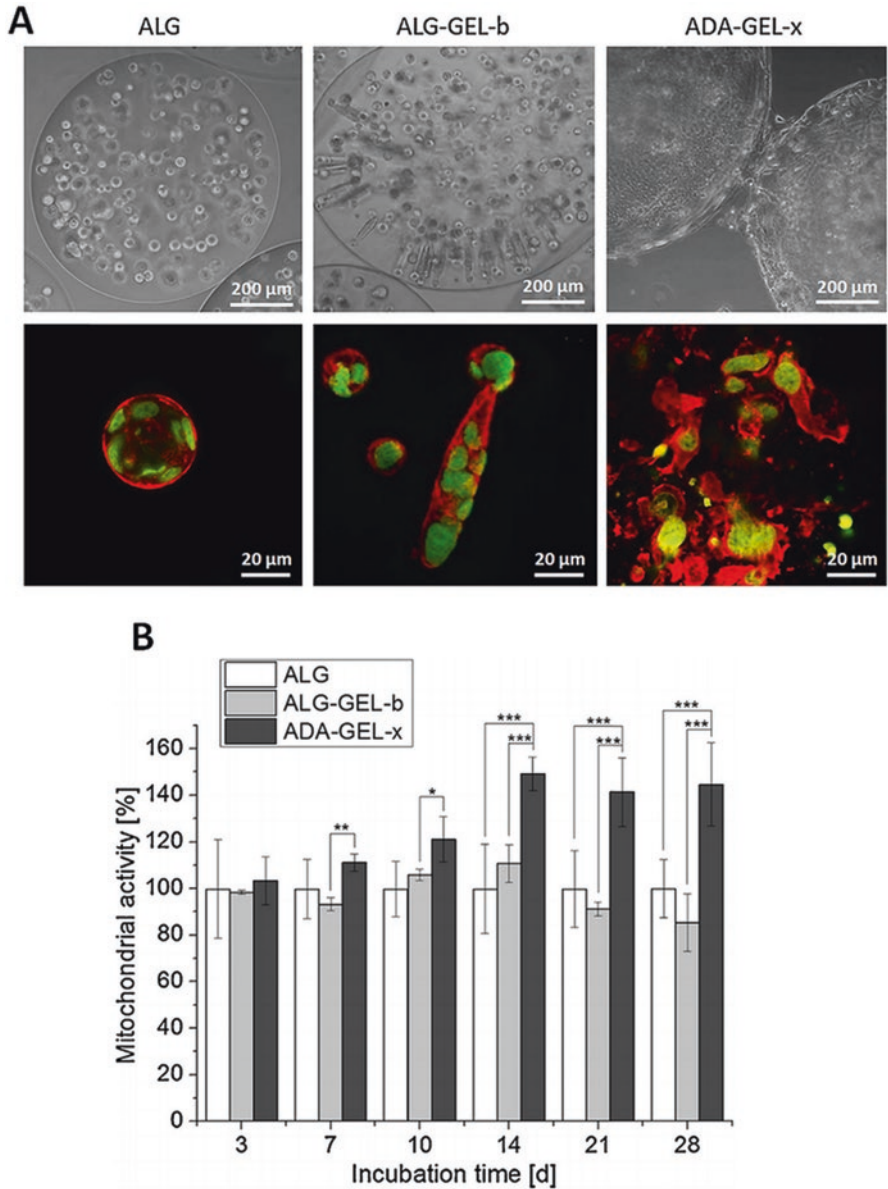 A
ALG
ALG-GEL-b
ADA-GEL-x
200 µm
200 µm
200 µm
20 µm
20 µm
20 µm
B
ALG
ALG-GEL-b
ADA-GEL-x
Mitochondrial activity [%]
160
140
120
100
80
60
40
20
0
**
*
***
***
***
***
***
***
3 7 10 14 21 28
Incubation time [d]